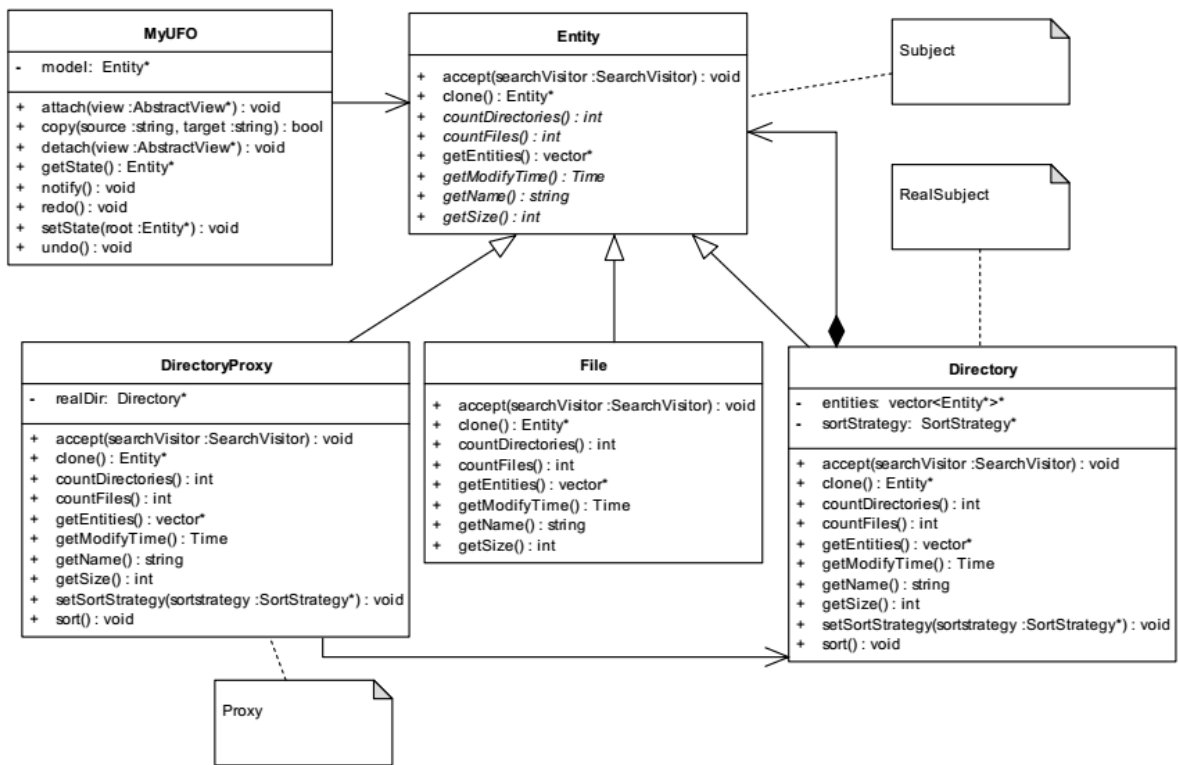 MyUFO
- model: Entity*
+ attach(view :AbstractView*) : void
+ copy(source :string, target :string) : bool
+ detach(view :AbstractView*) : void
+ getState() : Entity*
+ notify() : void
+ redo() : void
+ setState(root :Entity*) : void
+ undo() : void
Entity
+ accept(searchVisitor :SearchVisitor) : void
+ clone() : Entity*
+ countDirectories() : int
+ countFiles() : int
+ getEntities() : vector*
+ getModifyTime() : Time
+ getName() : string
+ getSize() : int
Subject
RealSubject
DirectoryProxy
- realDir: Directory*
+ accept(searchVisitor :SearchVisitor) : void
+ clone() : Entity*
+ countDirectories() : int
+ countFiles() : int
+ getEntities() : vector*
+ getModifyTime() : Time
+ getName() : string
+ getSize() : int
+ setSortStrategy(sortstrategy :SortStrategy*) : void
+ sort() : void
File
+ accept(searchVisitor :SearchVisitor) : void
+ clone() : Entity*
+ countDirectories() : int
+ countFiles() : int
+ getEntities() : vector*
+ getModifyTime() : Time
+ getName() : string
+ getSize() : int
Directory
- entities: vector<Entity*>*
- sortStrategy: SortStrategy*
+ accept(searchVisitor :SearchVisitor) : void
+ clone() : Entity*
+ countDirectories() : int
+ countFiles() : int
+ getEntities() : vector*
+ getModifyTime() : Time
+ getName() : string
+ getSize() : int
+ setSortStrategy(sortstrategy :SortStrategy*) : void
+ sort() : void
Proxy